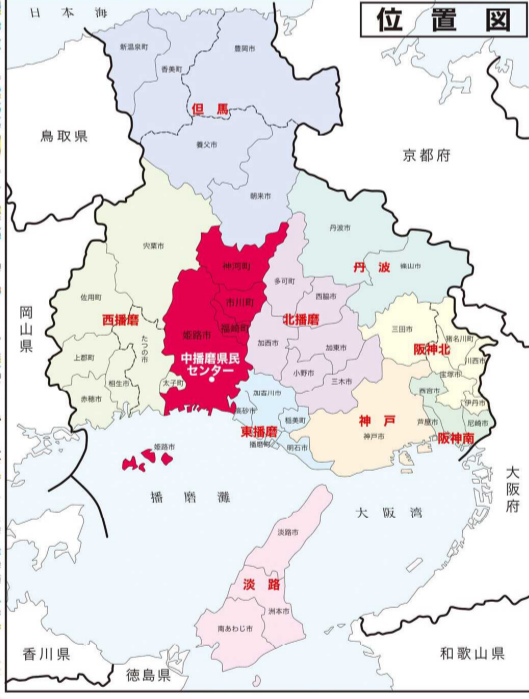 位置図
日本海
新温泉町
香美町
豊岡市
但馬
鳥取県
養父市
京都府
朝来市
宍粟市
丹波市
丹波
篠山市
神河町
多可町
市川町
西脇市
佐用町
西播磨
福崎町
北播磨
姫路市
岡山県
たつの市
加西市
加東市
三田市
猪名川町
阪神北
川西市
上郡町
中播磨県民
センター
小野市
宝塚市
相生市
太子町
三木市
西宮市
伊丹市
赤穂市
加古川市
高砂市
稲美町
神戸
芦屋市
尼崎市
東播磨
播磨町
神戸市
阪神南
明石市
姫路市
大阪府
播磨灘
大阪湾
淡路市
淡路
洲本市
南あわじ市
香川県
徳島県
和歌山県